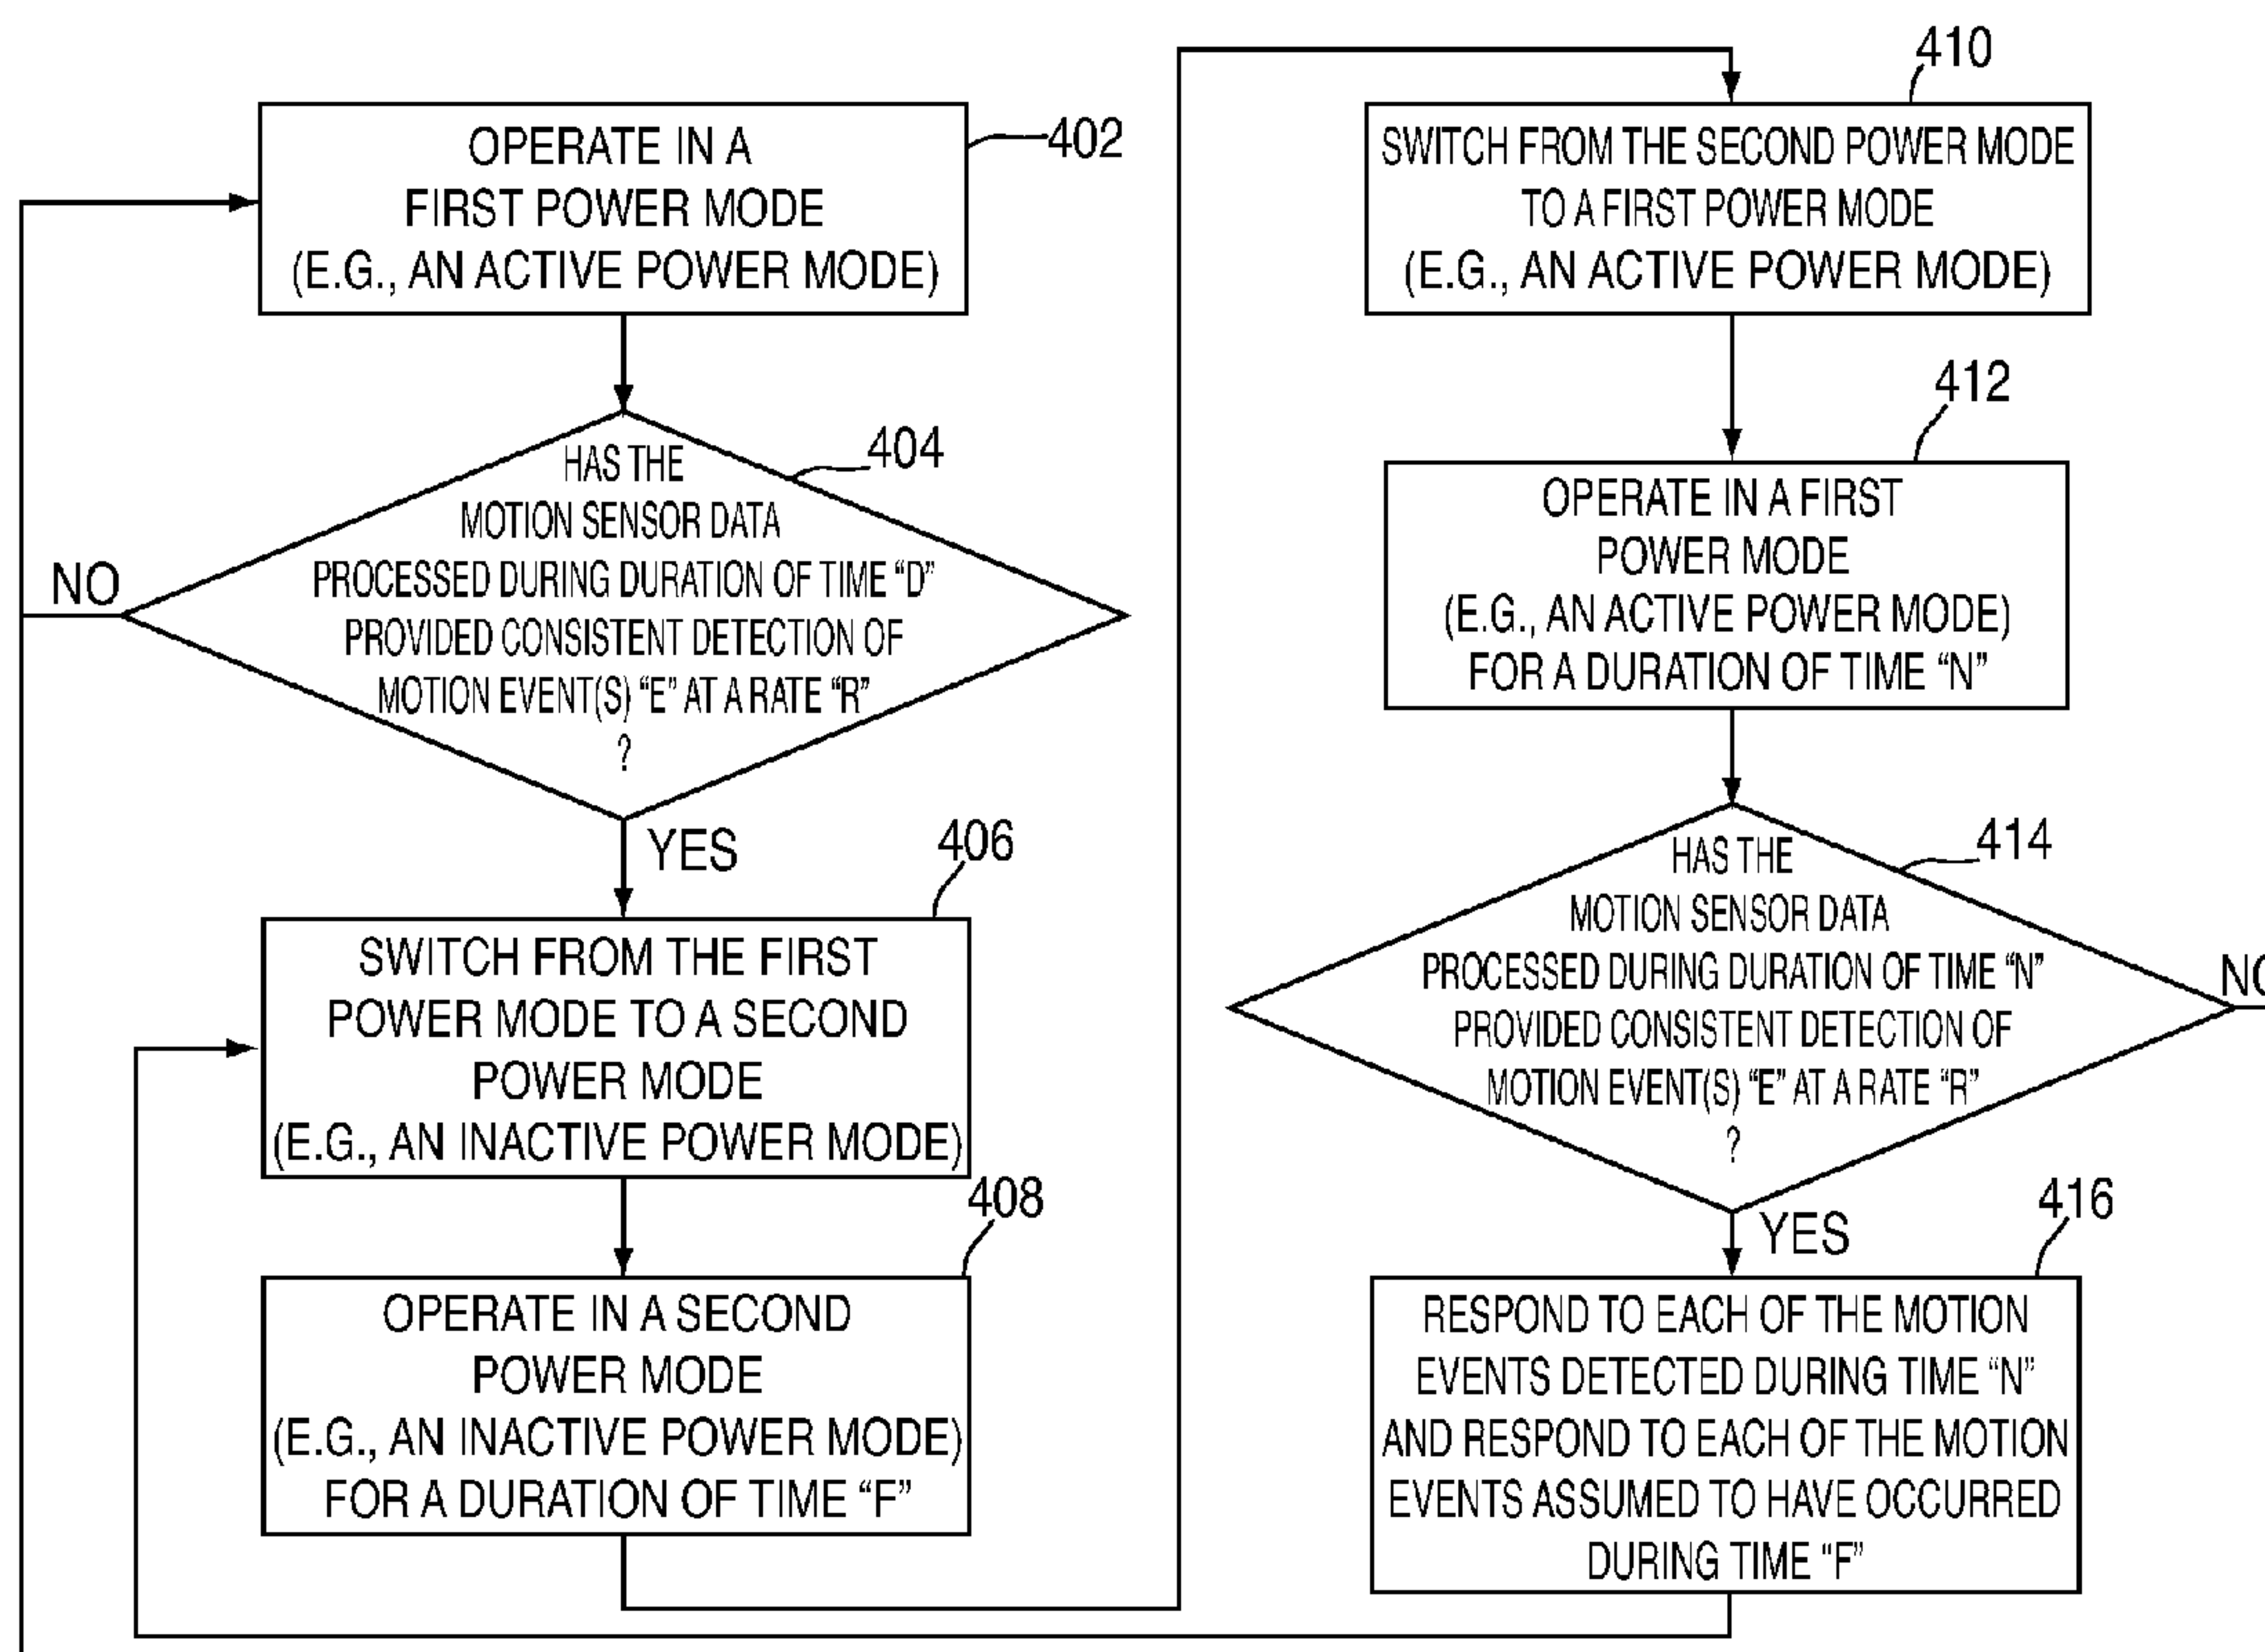 402
OPERATE IN A
FIRST POWER MODE
(E.G., AN ACTIVE POWER MODE)
404
HAS THE
MOTION SENSOR DATA
PROCESSED DURING DURATION OF TIME “D”
PROVIDED CONSISTENT DETECTION OF
MOTION EVENT(S) “E” AT A RATE “R”
?
NO
YES
406
SWITCH FROM THE FIRST
POWER MODE TO A SECOND
POWER MODE
(E.G., AN INACTIVE POWER MODE)
408
OPERATE IN A SECOND
POWER MODE
(E.G., AN INACTIVE POWER MODE)
FOR A DURATION OF TIME “F”
410
SWITCH FROM THE SECOND POWER MODE
TO A FIRST POWER MODE
(E.G., AN ACTIVE POWER MODE)
412
OPERATE IN A FIRST
POWER MODE
(E.G., AN ACTIVE POWER MODE)
FOR A DURATION OF TIME “N”
414
HAS THE
MOTION SENSOR DATA
PROCESSED DURING DURATION OF TIME “N”
PROVIDED CONSISTENT DETECTION OF
MOTION EVENT(S) “E” AT A RATE “R”
?
NO
YES
416
RESPOND TO EACH OF THE MOTION
EVENTS DETECTED DURING TIME “N”
AND RESPOND TO EACH OF THE MOTION
EVENTS ASSUMED TO HAVE OCCURRED
DURING TIME “F”